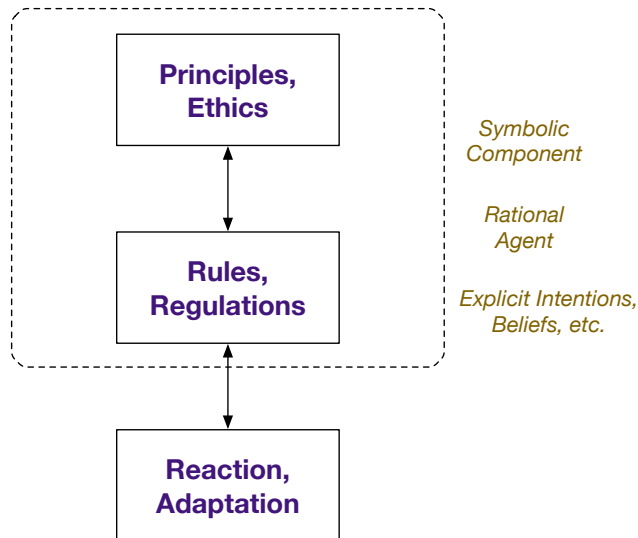 Principles,
Ethics
Symbolic
Component
Rational
Agent
Rules,
Regulations
Explicit Intentions,
Beliefs, etc.
Reaction,
Adaptation